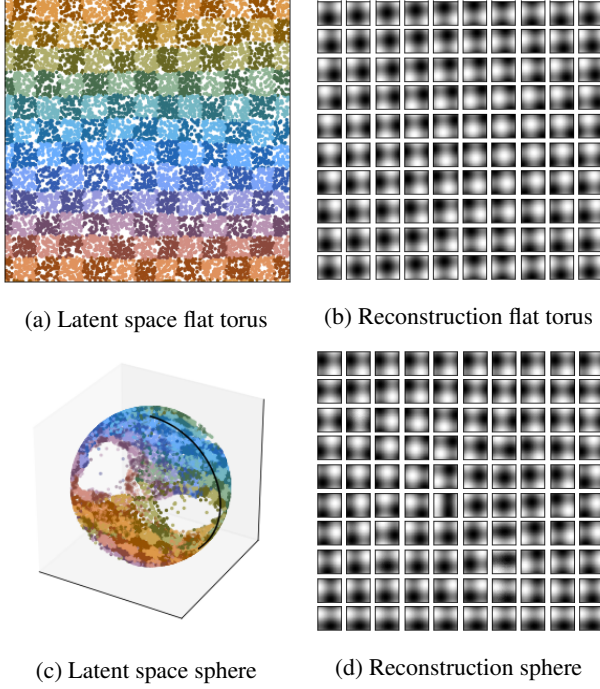 (a) Latent space flat torus
(b) Reconstruction flat torus
(c) Latent space sphere
(d) Reconstruction sphere